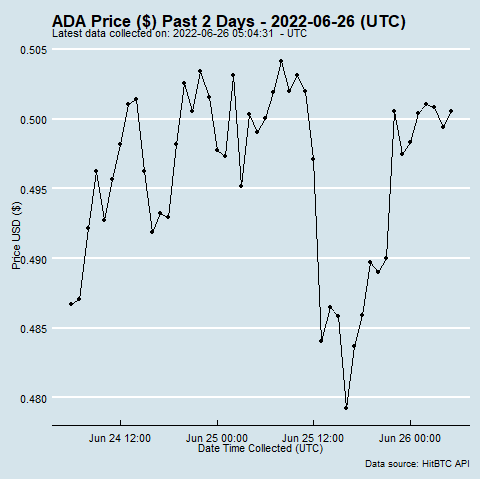 ADA Price ($) Past 2 Days - 2022-06-26 (UTC)
Latest data collected on: 2022-06-26 05:04:31  - UTC
0.505
0.500
0.495
0.490
0.485
0.480
Price USD ($)
Jun 24 12:00 Jun 25 00:00 Jun 25 12:00 Jun 26 00:00
Date Time Collected (UTC)
Data source: HitBTC API